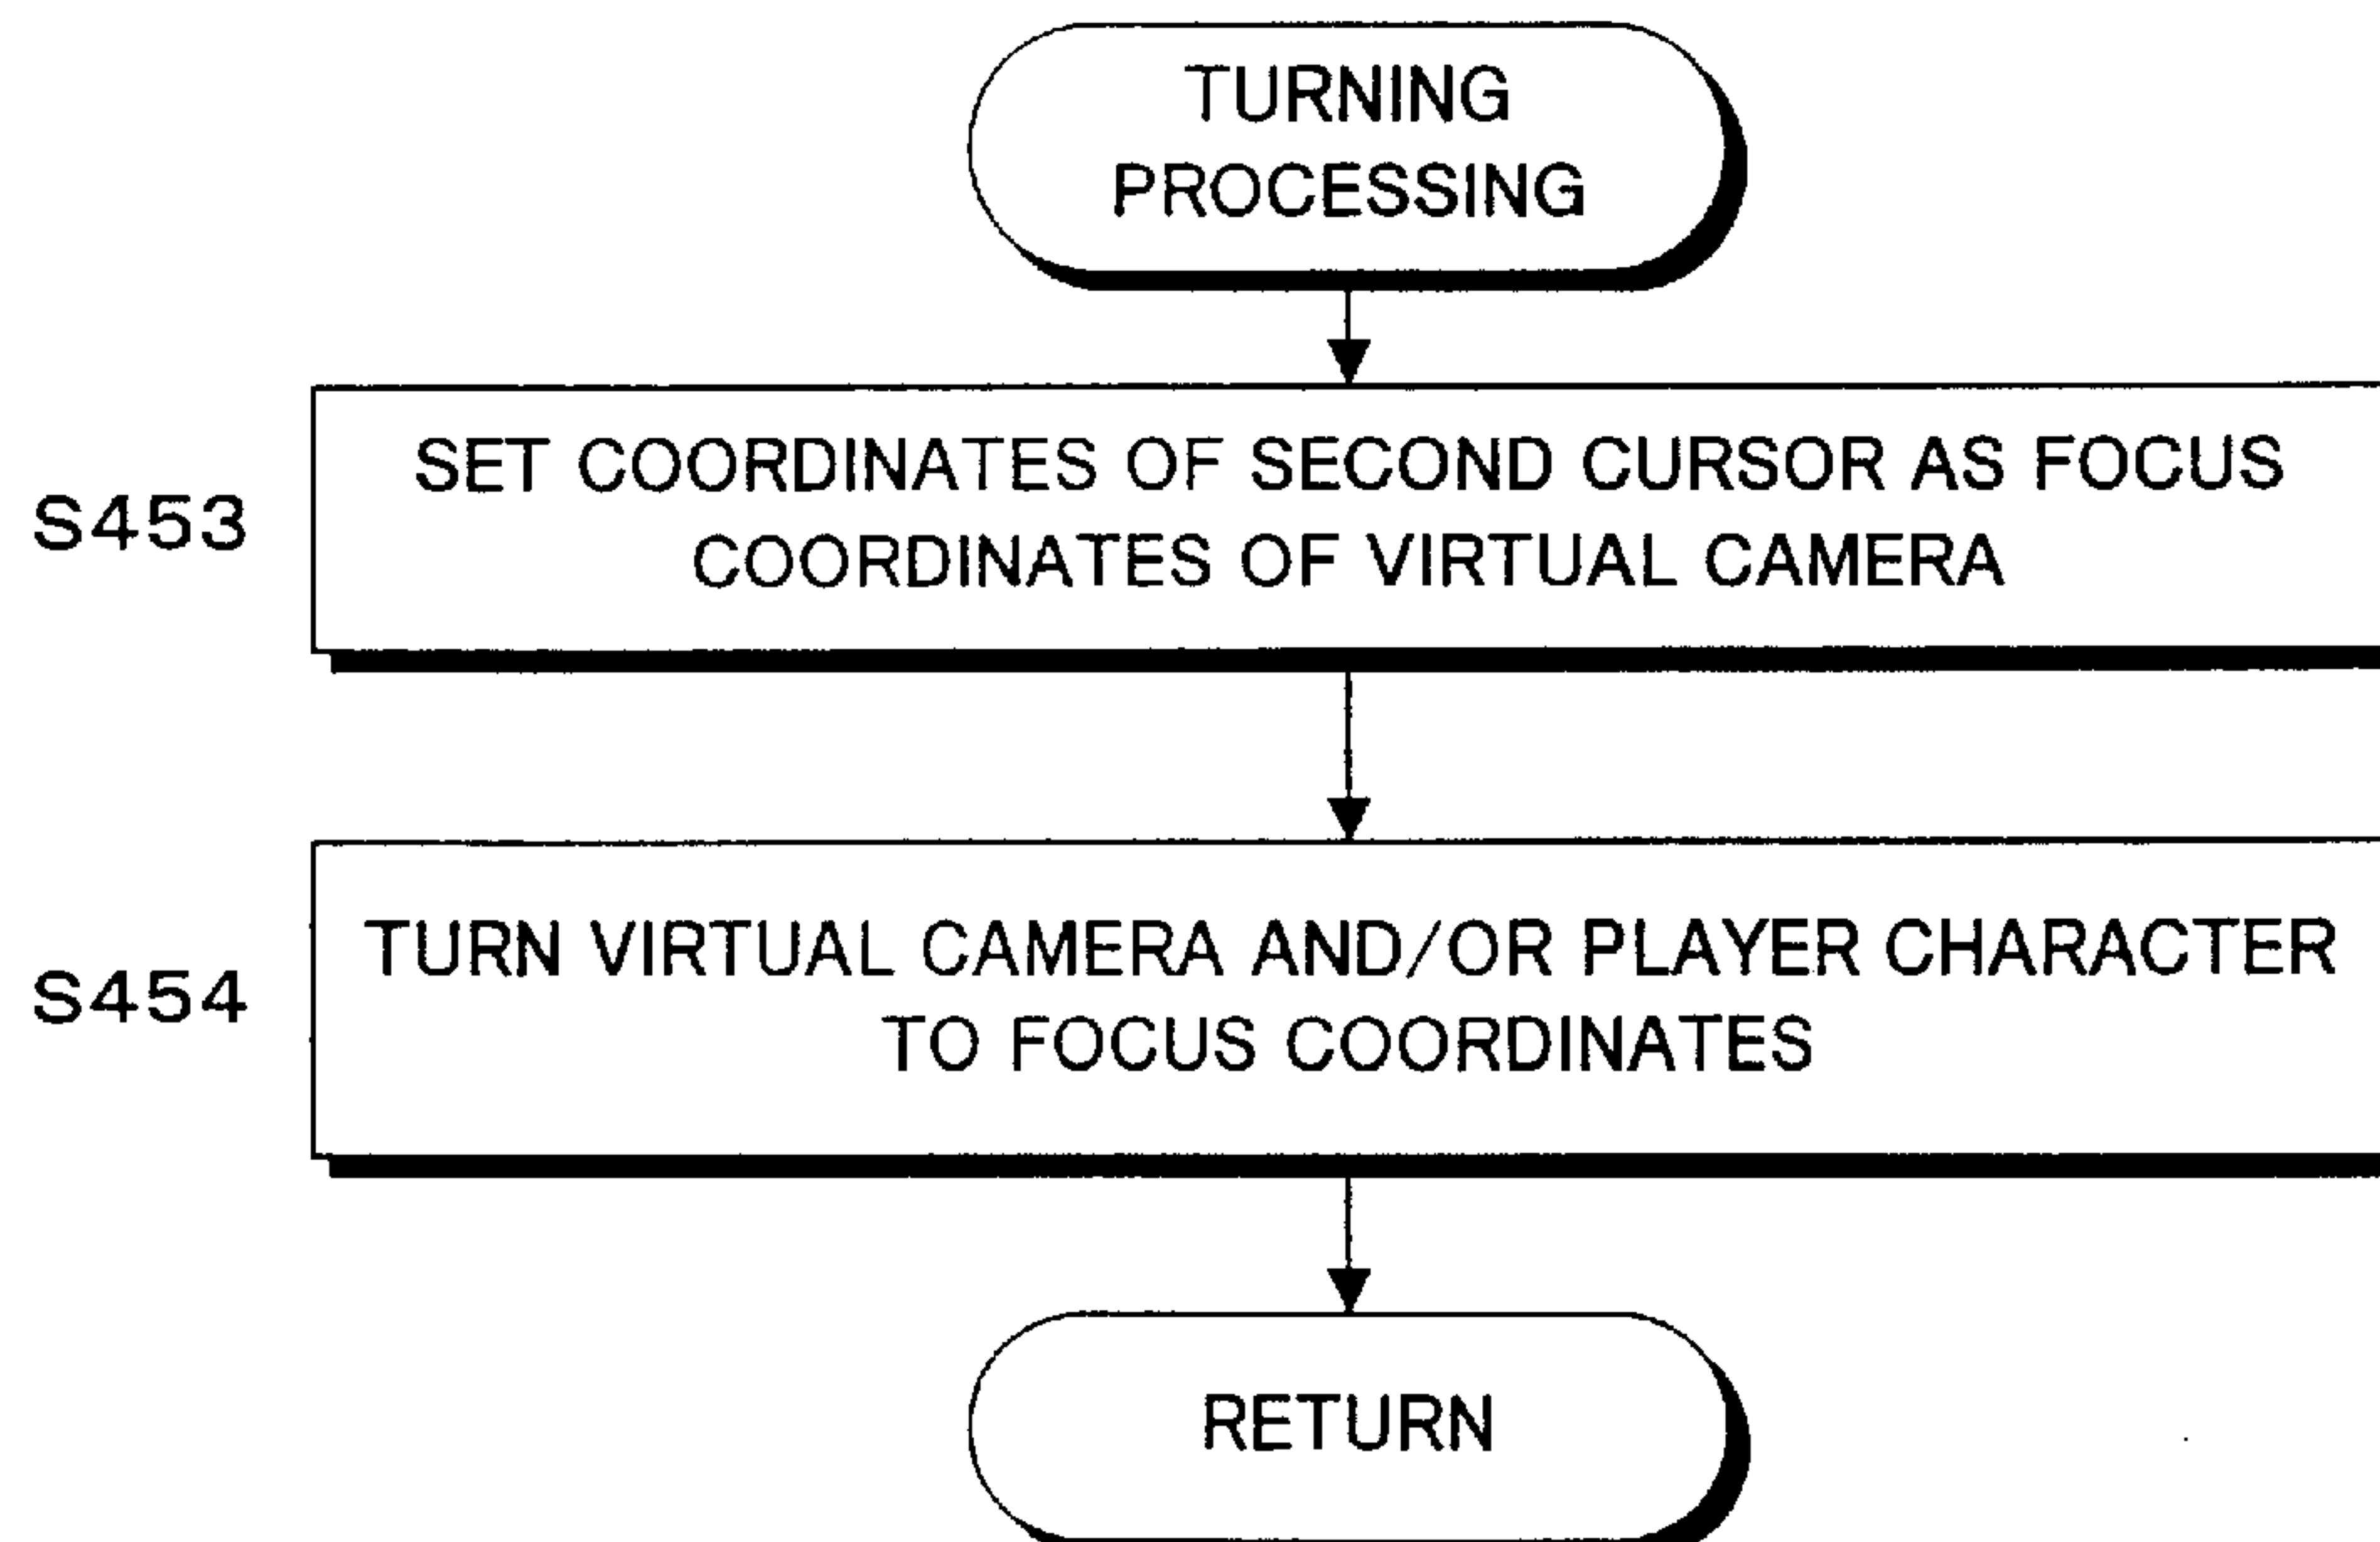 TURNING
PROCESSING
S453
SET COORDINATES OF SECOND CURSOR AS FOCUS
COORDINATES OF VIRTUAL CAMERA
S454
TURN VIRTUAL CAMERA AND/OR PLAYER CHARACTER
TO FOCUS COORDINATES
RETURN